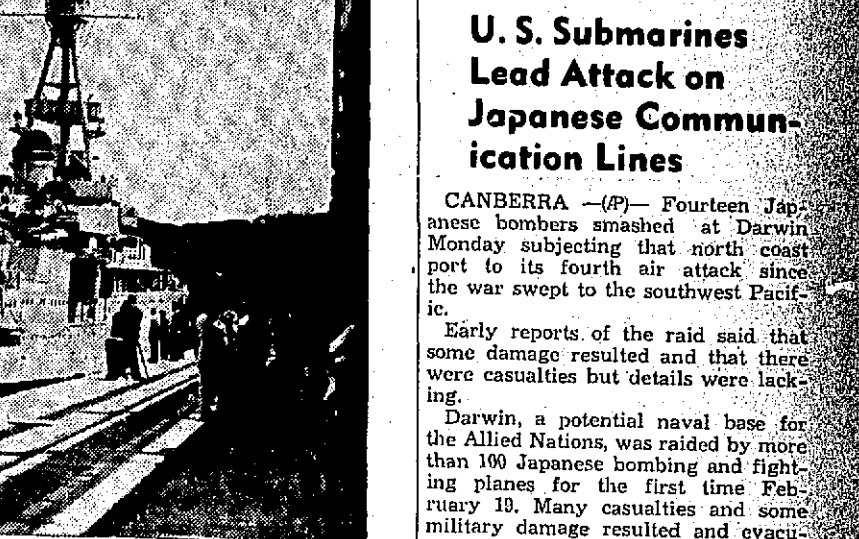 U. S. Submarines
Lead Attack on
Japanese Commun-
ication Lines
CANBERRA —(AP)— Fourteen Jap-
anese bombers smashed at Darwin
Monday subjecting that north coast
port to its fourth air attack since
the war swept to the southwest Pacif-
ic.
Early reports of the raid said that
some damage resulted and that there
were casualties but details were lack-
ing.
Darwin, a potential naval base for
the Allied Nations, was raided by more
than 100 Japanese bombing and fight-
ing planes for the first time Feb-
ruary 19. Many casualties and some
military damage resulted and evacu-